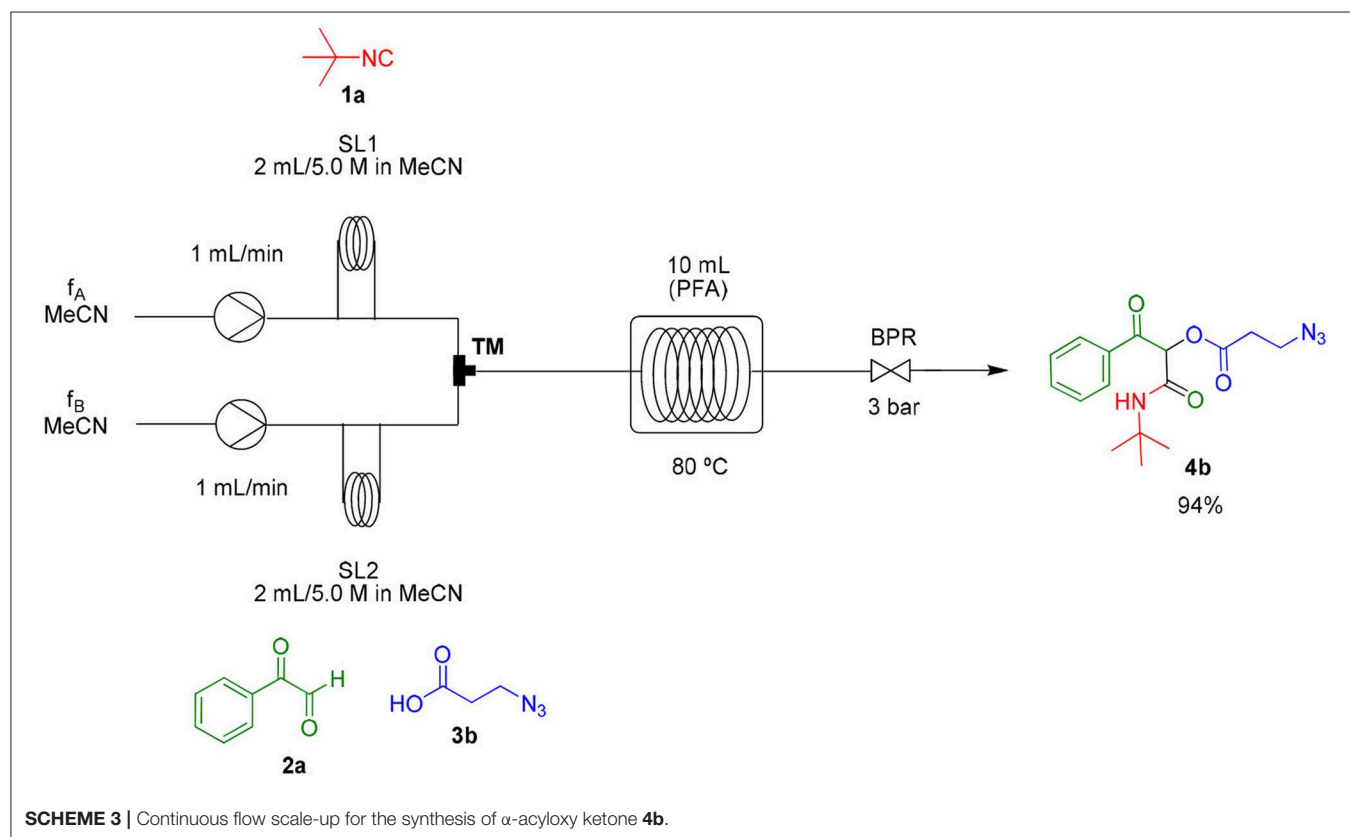 NC
1a
SL1
2 mL/5.0 M in MeCN
1 mL/min
f_A
MeCN
TM
10 mL
(PFA)
80 ºC
BPR
3 bar
f_B
MeCN
1 mL/min
SL2
2 mL/5.0 M in MeCN
O
H
O
2a
O
HO
N3
3b
O
O
N3
O
HN
O
4b
94%
SCHEME 3 | Continuous flow scale-up for the synthesis of α-acyloxy ketone 4b.